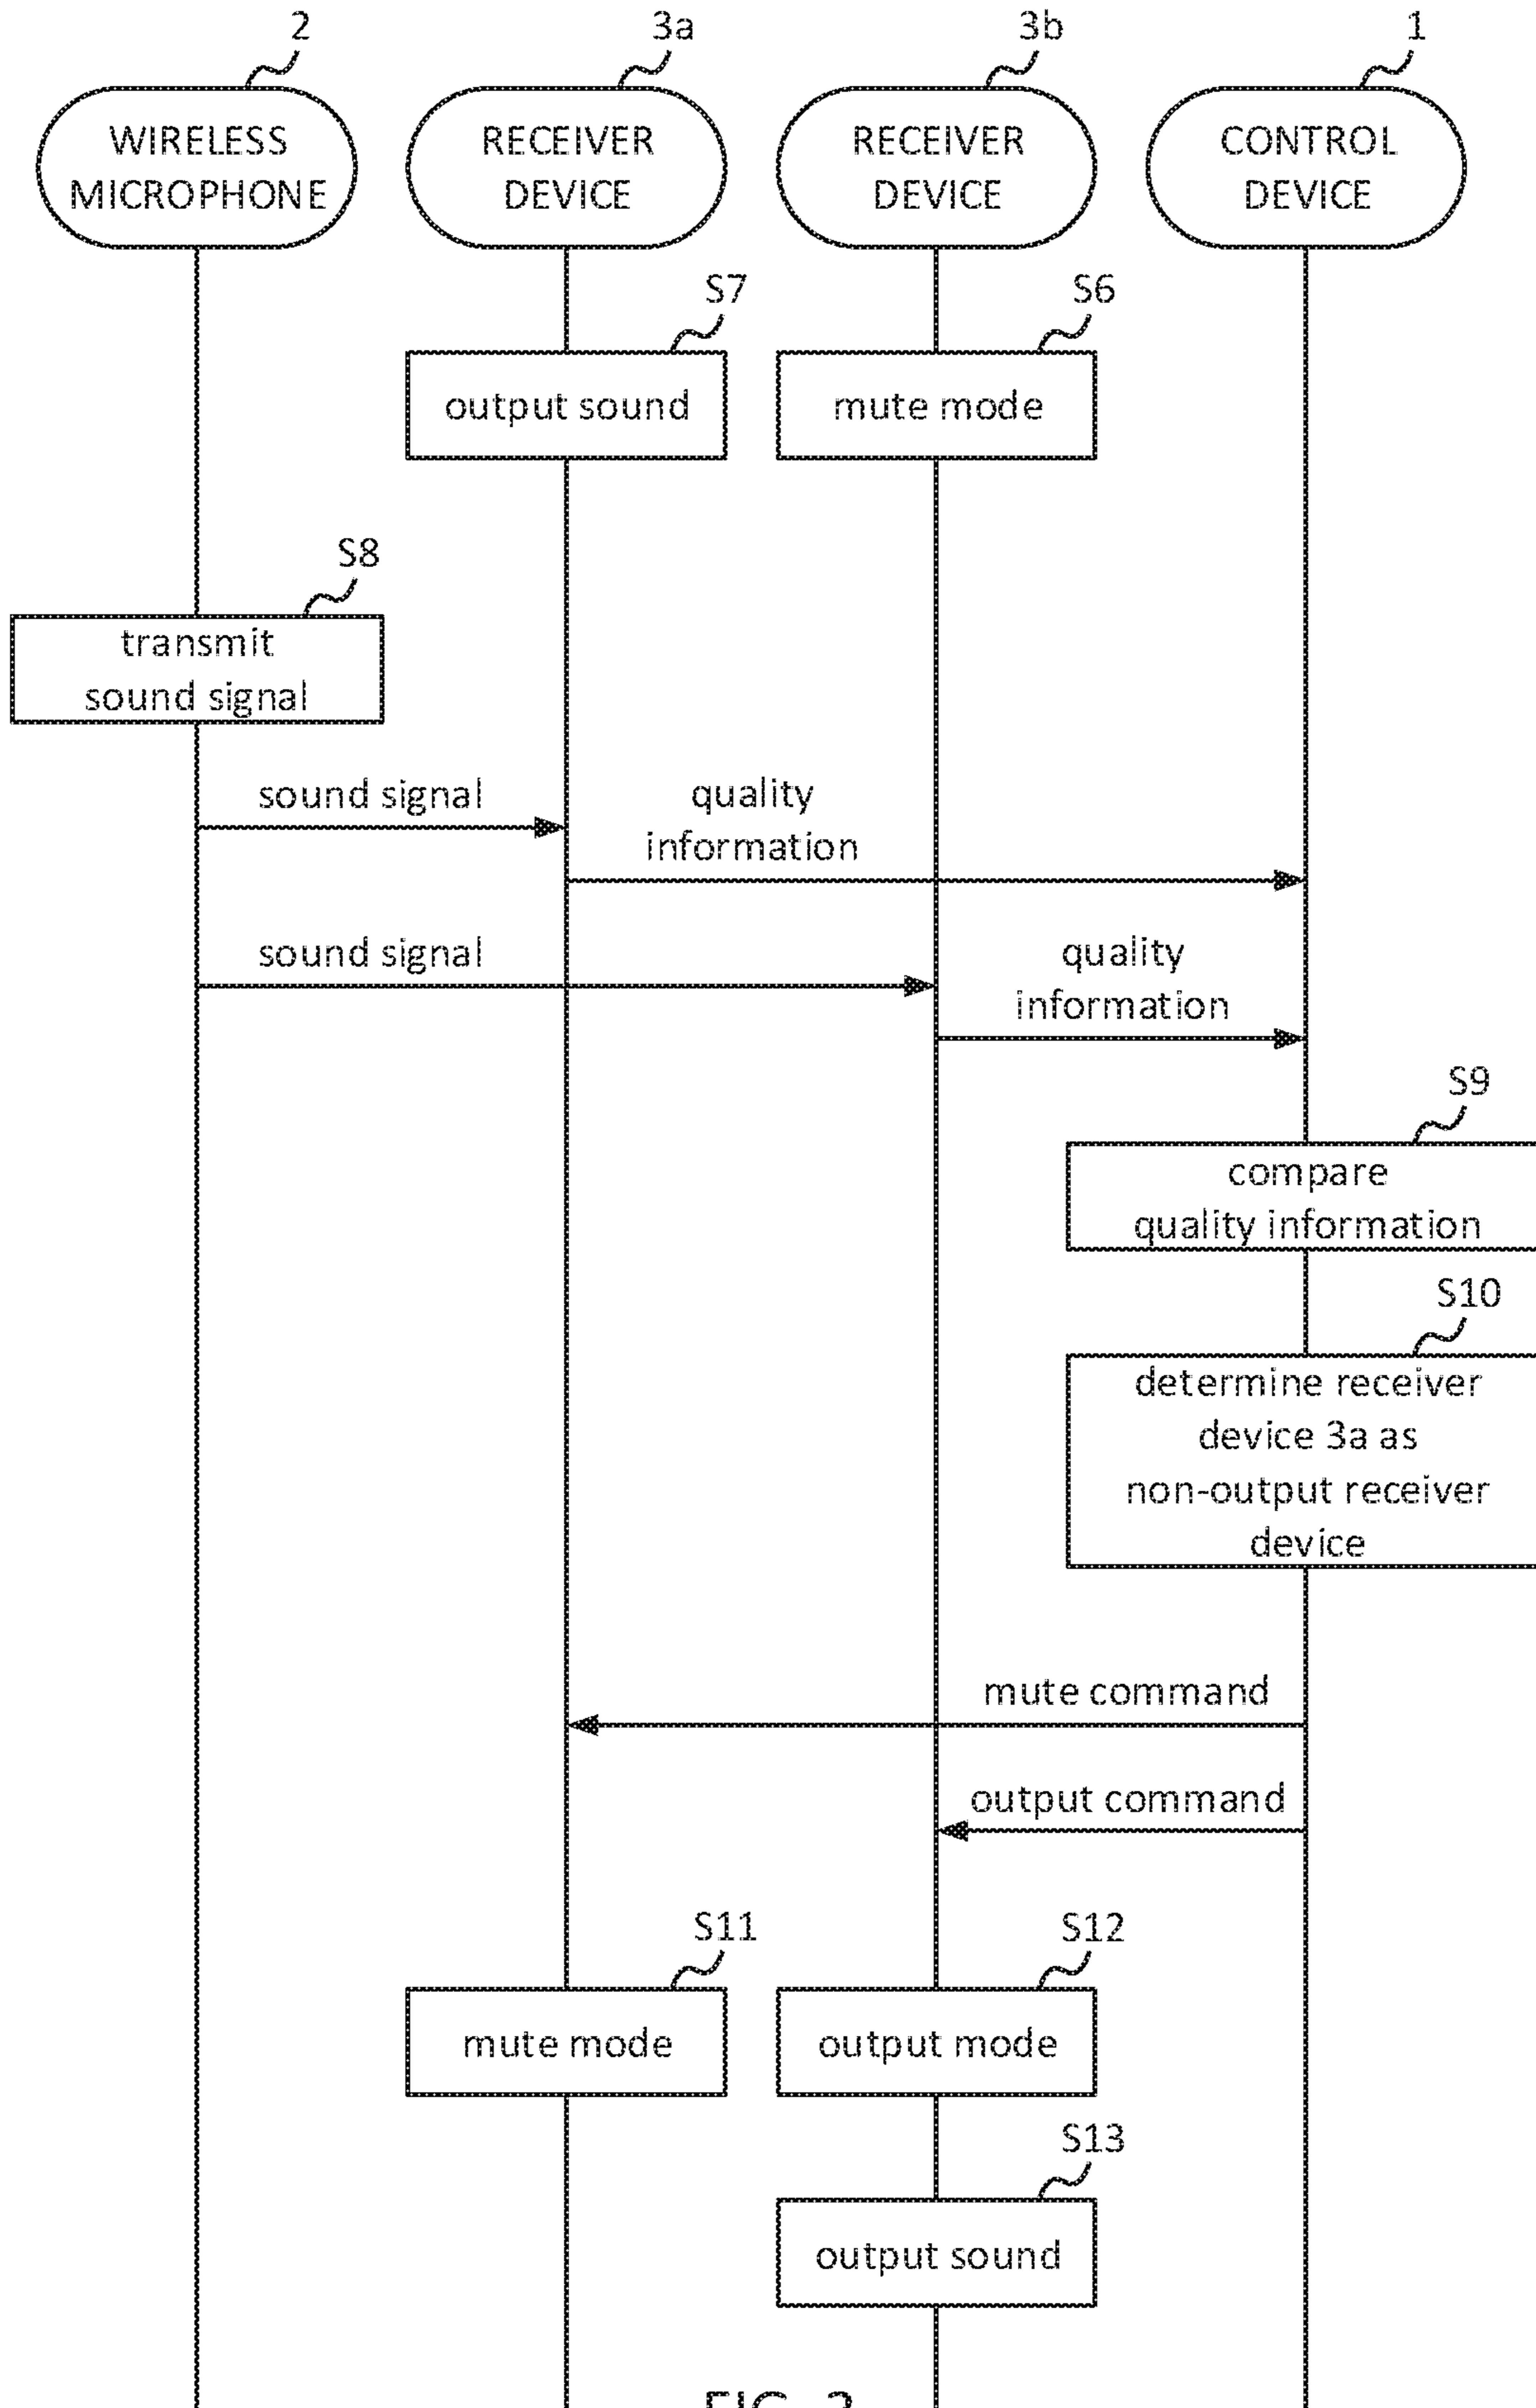 2
3a
3b
1
WIRELESS
MICROPHONE
RECEIVER
DEVICE
RECEIVER
DEVICE
CONTROL
DEVICE
S7
S6
output sound
mute mode
S8
transmit
sound signal
sound signal
quality
information
sound signal
quality
information
S9
compare
quality information
S10
determine receiver
device 3a as
non-output receiver
device
mute command
output command
S11
S12
mute mode
output mode
S13
output sound